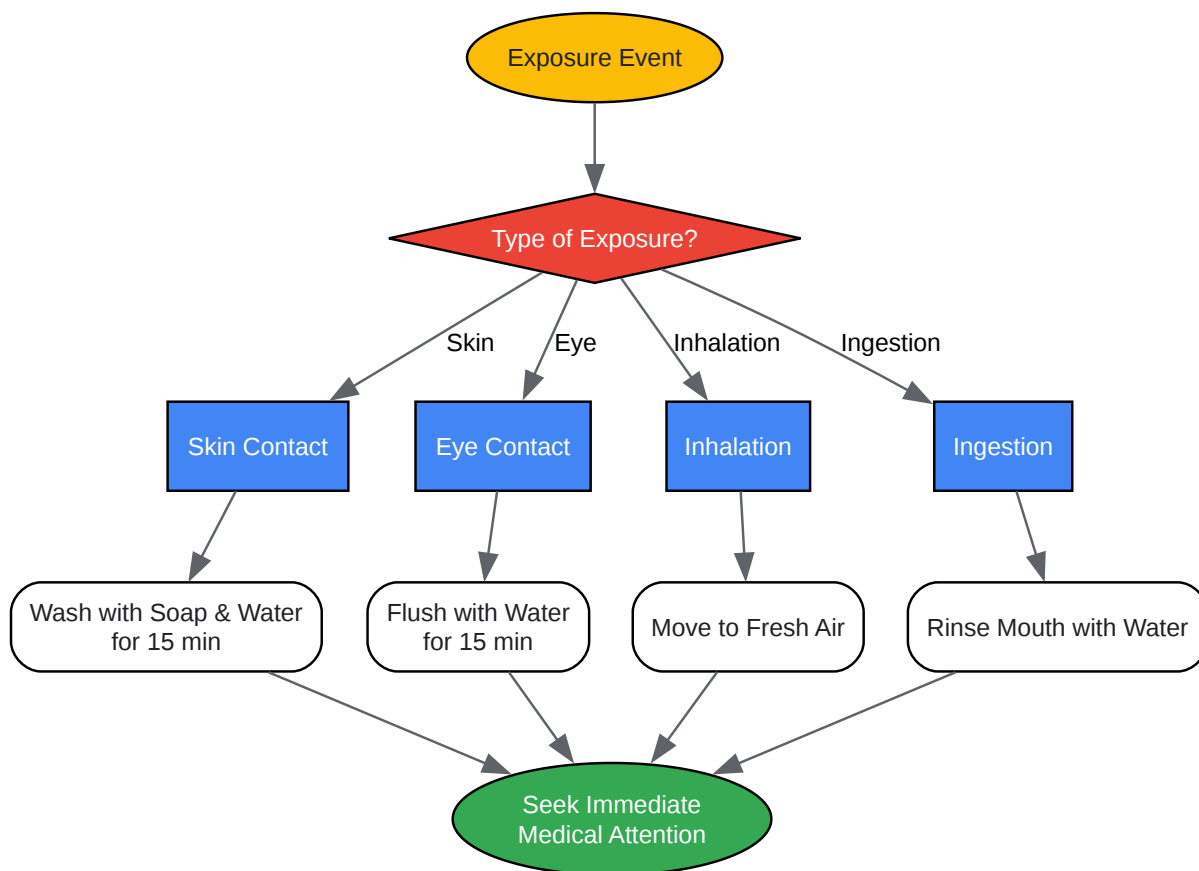 Exposure Event
Type of Exposure?
Skin
Eye
Inhalation
Ingestion
Skin Contact
Eye Contact
Inhalation
Ingestion
Wash with Soap & Water
for 15 min
Flush with Water
for 15 min
Move to Fresh Air
Rinse Mouth with Water
Seek Immediate
Medical Attention